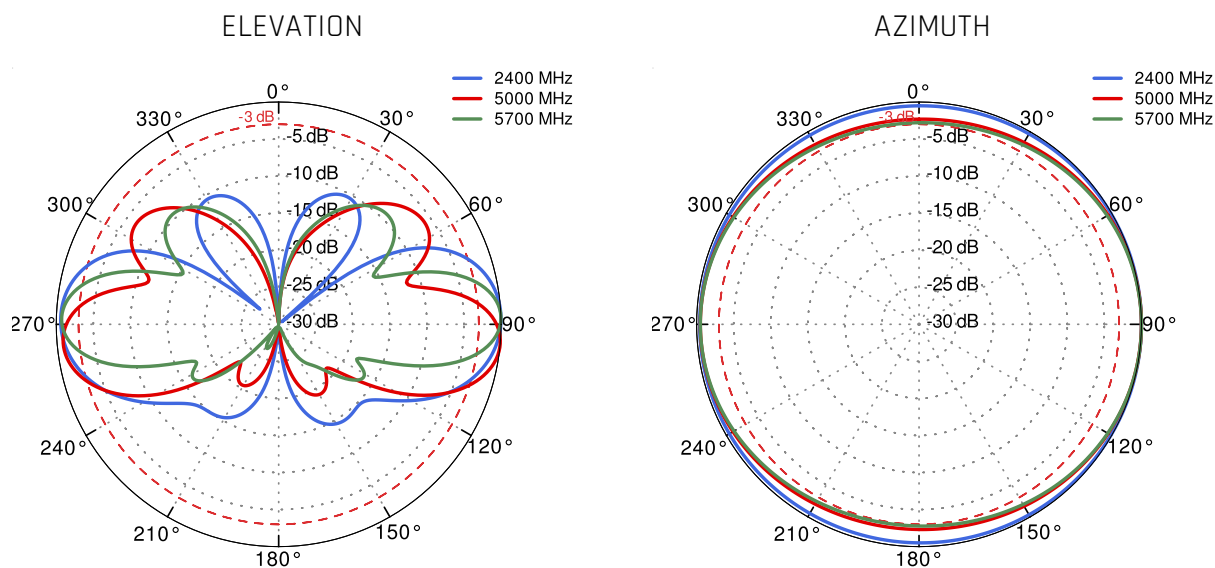 ELEVATION
2400 MHz
5000 MHz
5700 MHz
0°
330°
-3 dB
30°
-5 dB
-10 dB
300°
-15 dB
60°
-20 dB
-25 dB
270°
-30 dB
90°
240°
120°
210°
150°
180°
AZIMUTH
2400 MHz
5000 MHz
5700 MHz
0°
330°
-3 dB
30°
-5 dB
-10 dB
300°
-15 dB
60°
-20 dB
-25 dB
270°
-30 dB
90°
240°
120°
210°
150°
180°